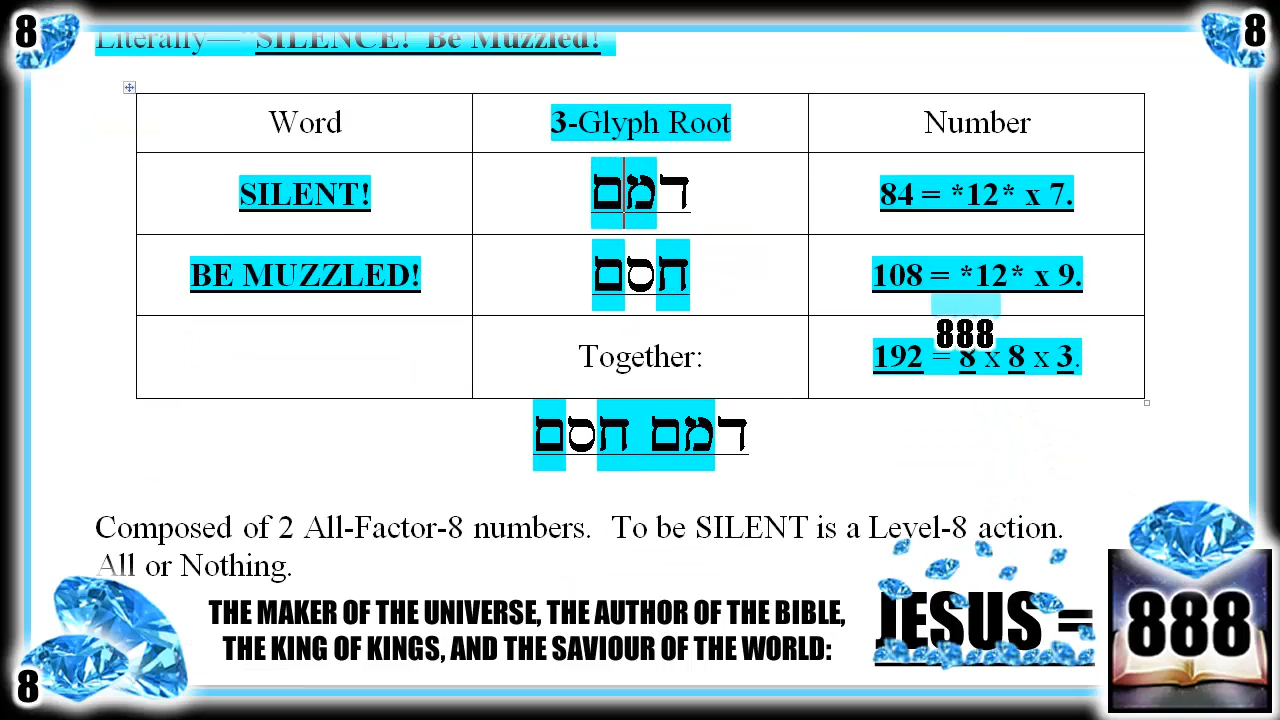 8
8
Literally—"SILENCE! Be Muzzled!
Word 3-Glyph Root Number
SILENT! דמם 84 = *12* x 7.
BE MUZZLED! חסם 108 = *12* x 9.
888
Together: 192 = 8 x 8 x 3.
דמם חסם
Composed of 2 All-Factor-8 numbers. To be SILENT is a Level-8 action.
All or Nothing.
THE MAKER OF THE UNIVERSE, THE AUTHOR OF THE BIBLE,
THE KING OF KINGS, AND THE SAVIOUR OF THE WORLD:
JESUS =
888
8